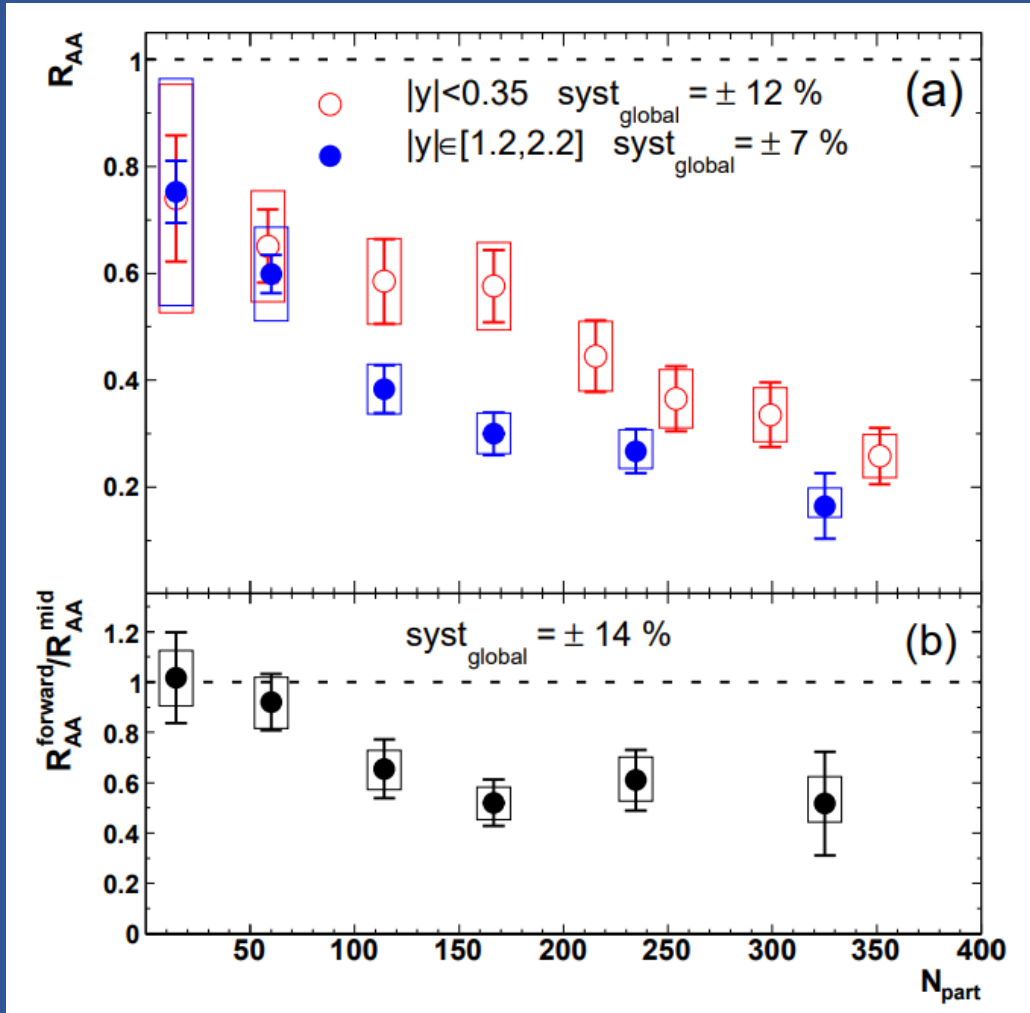 R_AA
1
0.8
0.6
0.4
0.2
|y|<0.35 syst_global = ± 12 %
|y|∈[1.2,2.2] syst_global = ± 7 %
(a)
R_AA^forward/R_AA^mid
1.2
1
0.8
0.6
0.4
0.2
0
syst_global = ± 14 %
(b)
50 100 150 200 250 300 350 400
N_part